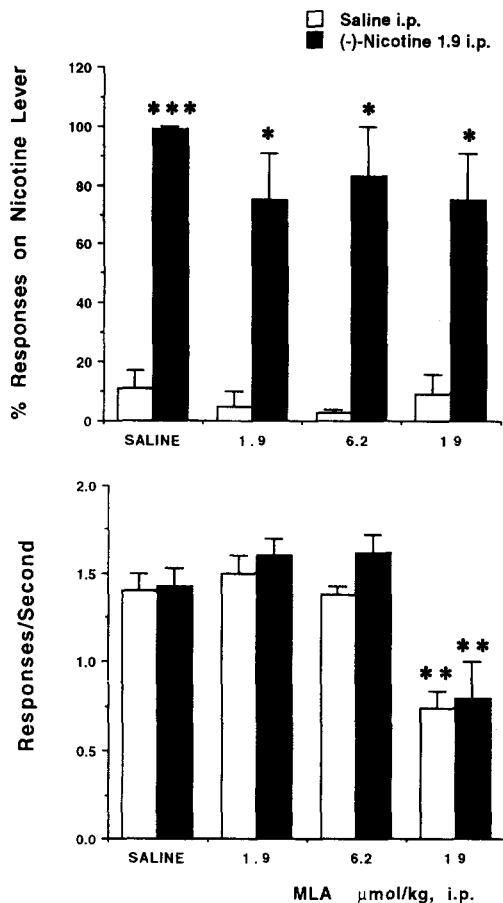 Saline i.p.
(-)-Nicotine 1.9 i.p.
% Responses on Nicotine Lever
120
100
80
60
40
20
0
***
*
*
*
SALINE 1.9 6.2 19
Responses/Second
2.0
1.5
1.0
0.5
0.0
**
**
SALINE 1.9 6.2 19
MLA µmol/kg, i.p.